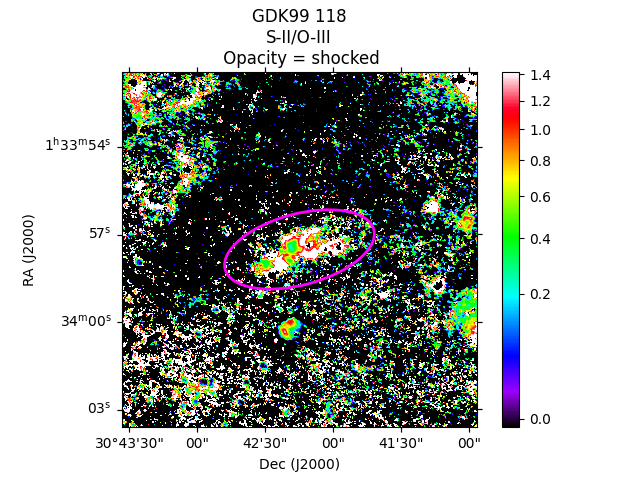 GDK99 118
S-II/O-III
Opacity = shocked
1ʰ33ᵐ54ˢ
57ˢ
34ᵐ00ˢ
03ˢ
RA (J2000)
30°43'30" 00" 42'30" 00" 41'30" 00"
Dec (J2000)
1.4
1.2
1.0
0.8
0.6
0.4
0.2
0.0